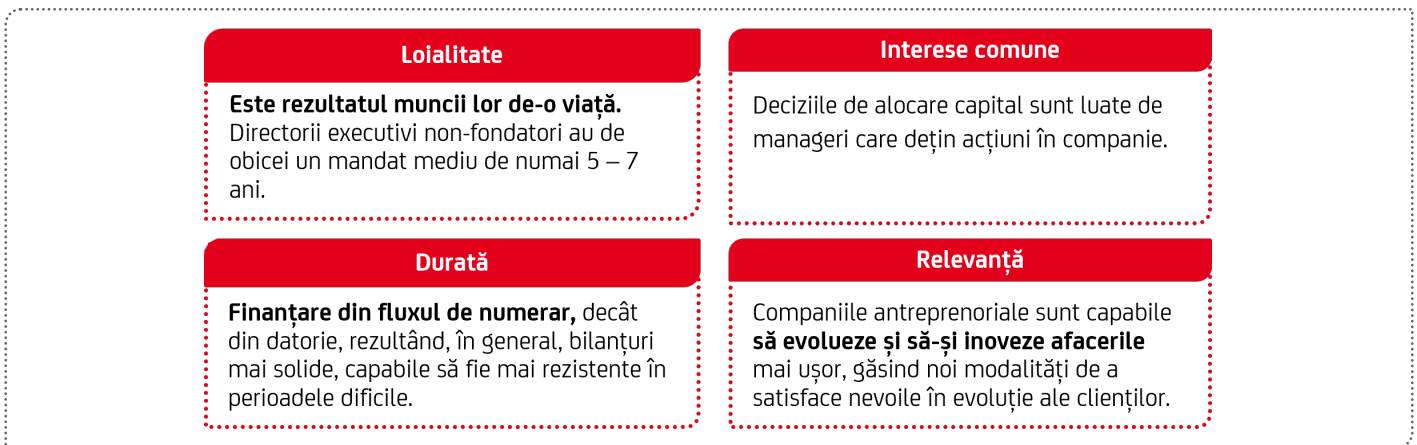 Loialitate
Este rezultatul muncii lor de-o viață.
Directorii executivi non-fondatori au de
obicei un mandat mediu de numai 5 – 7
ani.
Interese comune
Deciziile de alocare capital sunt luate de
manageri care dețin acțiuni în companie.
Durată
Finanțare din fluxul de numerar, decât
din datorie, rezultând, în general, bilanțuri
mai solide, capabile să fie mai rezistente în
perioadele dificile.
Relevanță
Companiile antreprenoriale sunt capabile
să evolueze și să-și inoveze afacerile
mai ușor, găsind noi modalități de a
satisface nevoile în evoluție ale clienților.